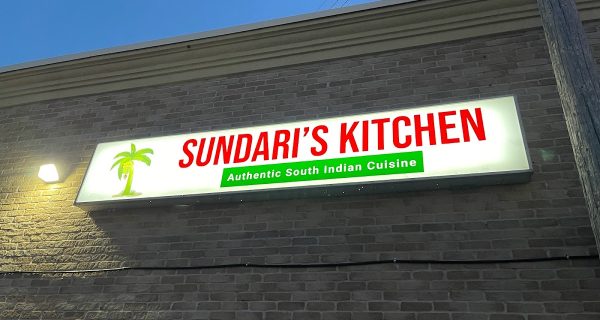 SUNDARI'S KITCHEN
Authentic South Indian Cuisine